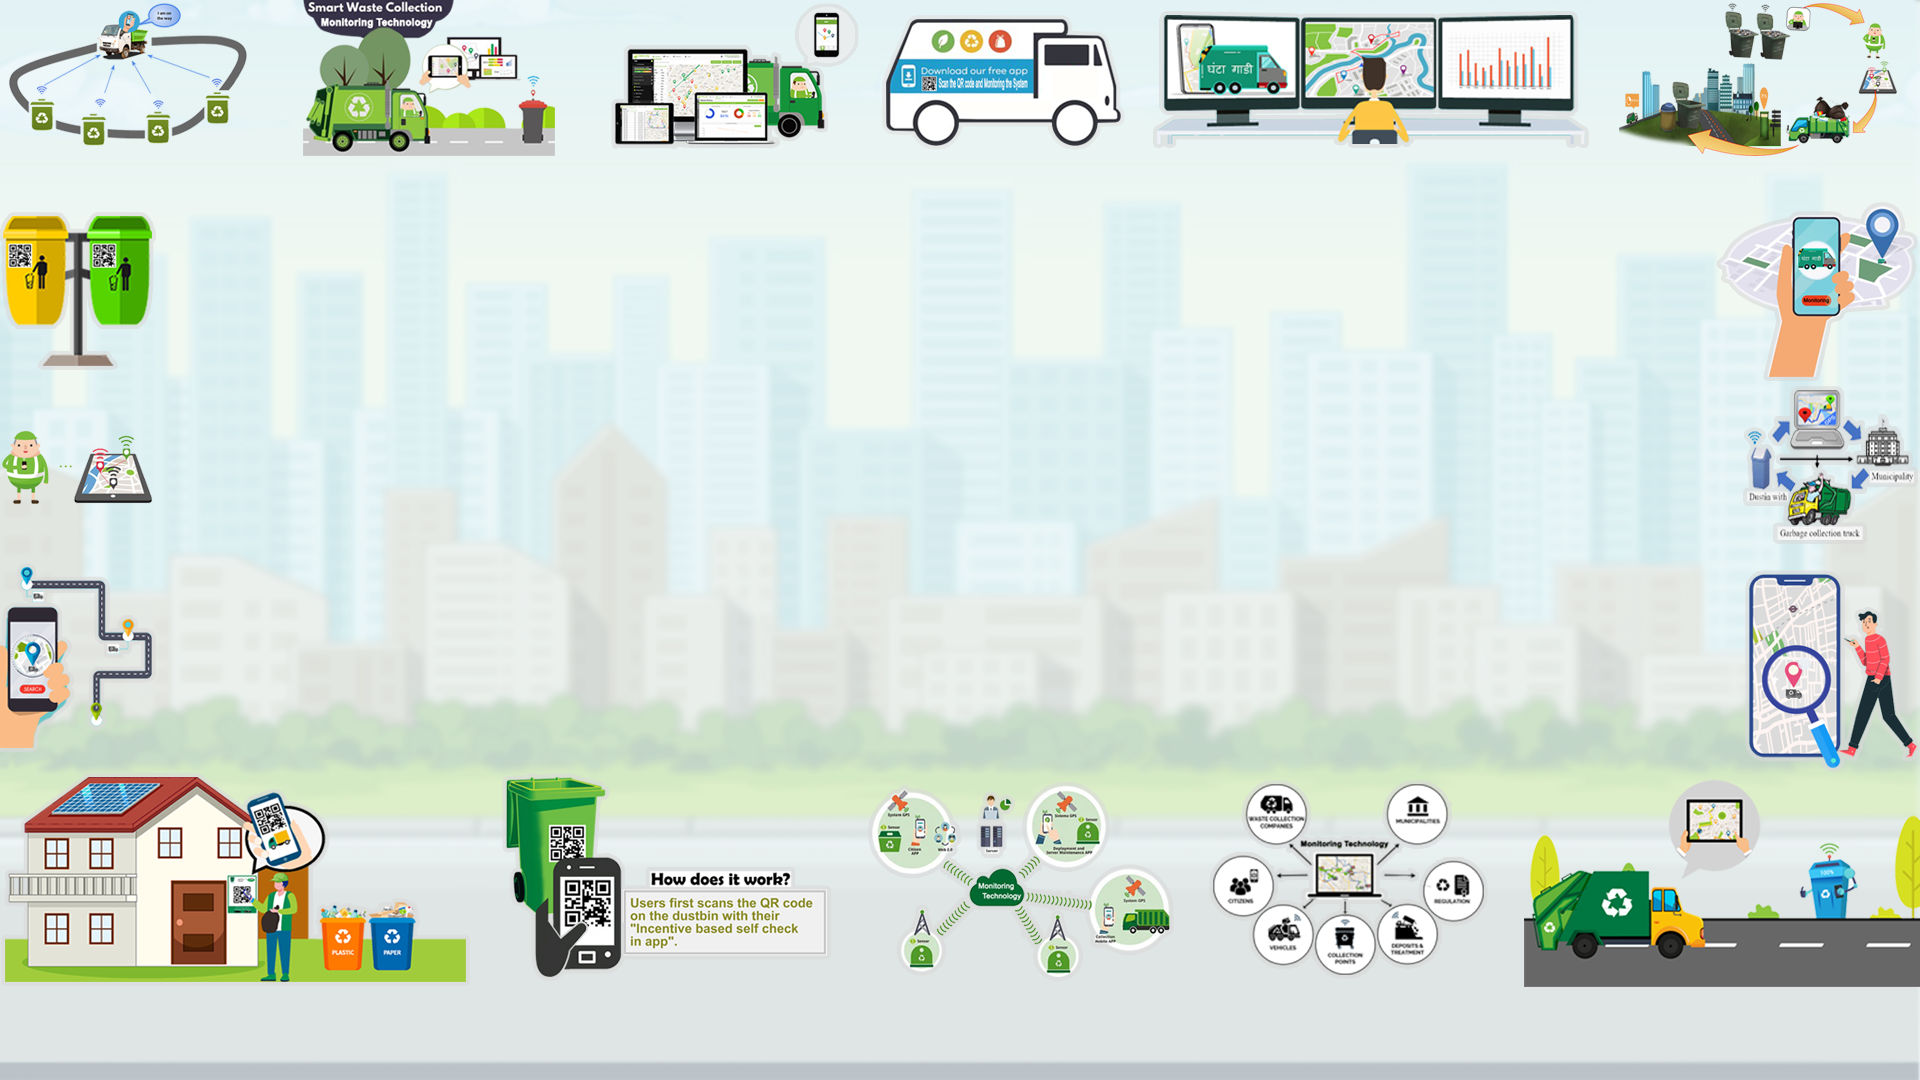 I am on
the way
Smart Waste Collection
Monitoring Technology
Download our free app
Scan the QR code and Monitoring the System
घंटा गाडी
घंटा गाडी
Monitoring
Municipality
Dustin with
Garbage collection truck
SEARCH
PLASTIC
PAPER
How does it work?
Users first scans the QR code
on the dustbin with their
"Incentive based self check
in app".
System GPS
Sensor
Citizen
APP
Web 2.0
Server
Sistema GPS
Sensor
Deployment and
Server Maintenance APP
Monitoring
Technology
System GPS
Collection
Mobile APP
Sensor
Sensor
WASTE COLLECTION
COMPANIES
MUNICIPALITIES
Monitoring Technology
CITIZENS
REGULATION
VEHICLES
COLLECTION
POINTS
DEPOSITS &
TREATMENT
100%